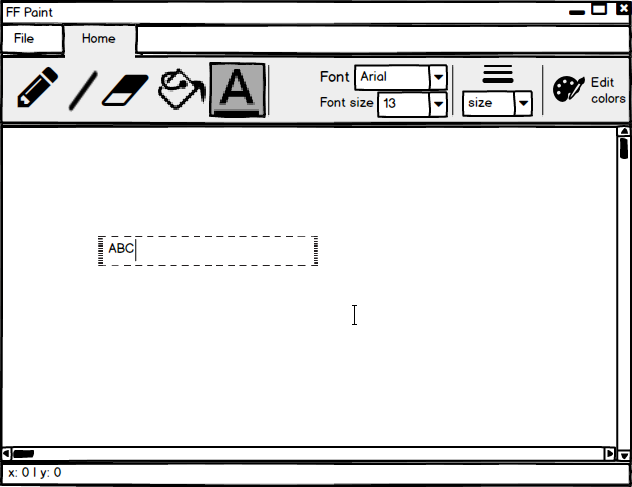 FF Paint
File Home
A
Font Arial
Font size 13
size
Edit
colors
ABC
x: 0 | y: 0